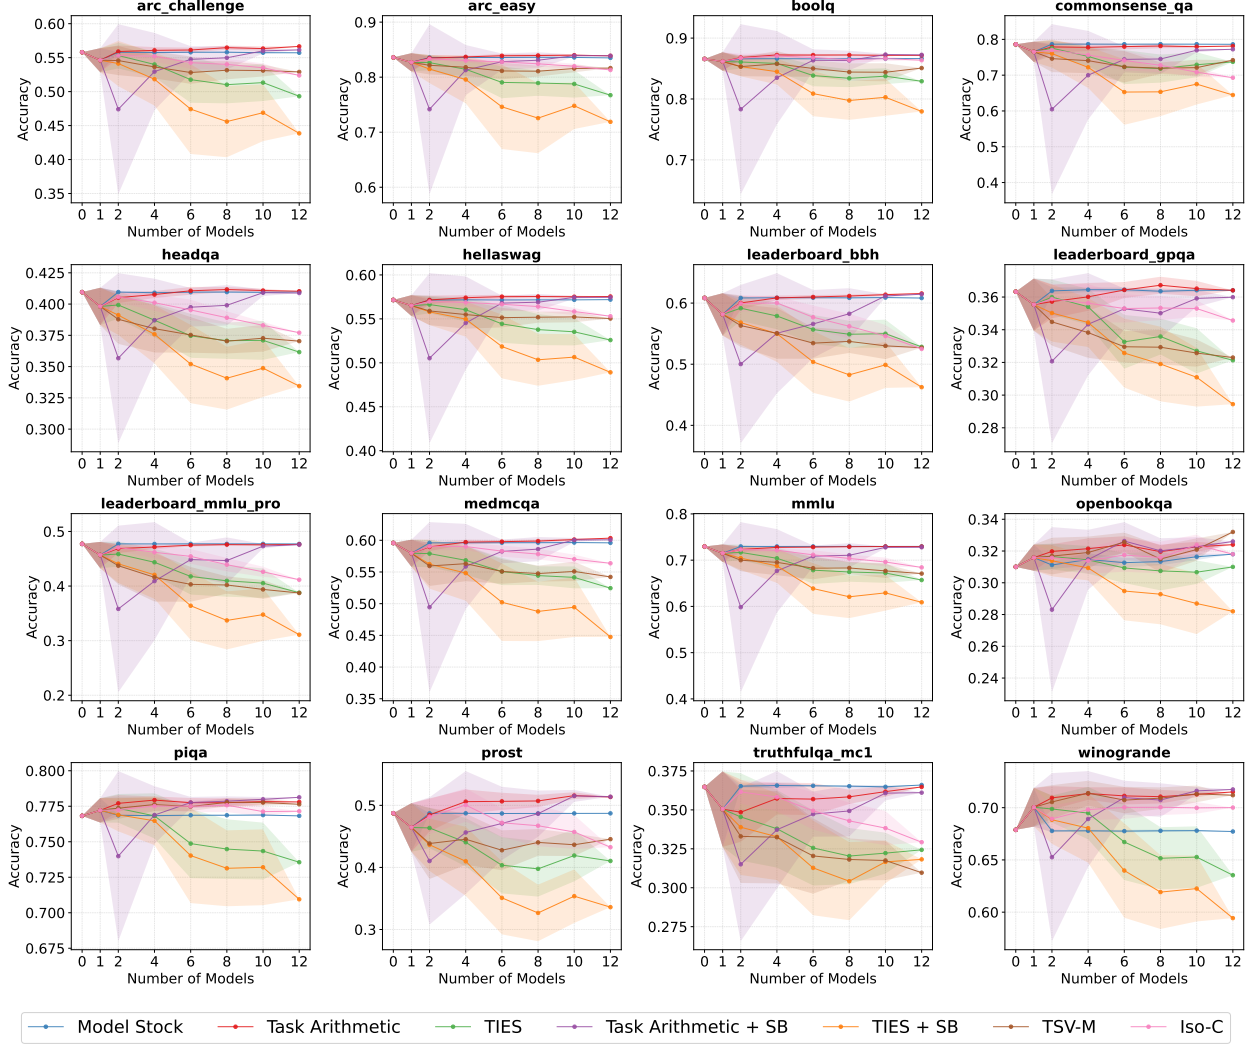 arc_challenge
0.60
0.55
0.50
0.45
0.40
0.35
Accuracy
0 1 2 4 6 8 10 12
Number of Models
arc_easy
0.9
0.8
0.7
0.6
Accuracy
0 1 2 4 6 8 10 12
Number of Models
boolq
0.9
0.8
0.7
Accuracy
0 1 2 4 6 8 10 12
Number of Models
commonsense_qa
0.8
0.7
0.6
0.5
0.4
Accuracy
0 1 2 4 6 8 10 12
Number of Models
headqa
0.425
0.400
0.375
0.350
0.325
0.300
Accuracy
0 1 2 4 6 8 10 12
Number of Models
hellaswag
0.60
0.55
0.50
0.45
0.40
Accuracy
0 1 2 4 6 8 10 12
Number of Models
leaderboard_bbh
0.6
0.5
0.4
Accuracy
0 1 2 4 6 8 10 12
Number of Models
leaderboard_gpqa
0.36
0.34
0.32
0.30
0.28
Accuracy
0 1 2 4 6 8 10 12
Number of Models
leaderboard_mmlu_pro
0.5
0.4
0.3
0.2
Accuracy
0 1 2 4 6 8 10 12
Number of Models
medmcqa
0.60
0.55
0.50
0.45
0.40
0.35
Accuracy
0 1 2 4 6 8 10 12
Number of Models
mmlu
0.8
0.7
0.6
0.5
0.4
Accuracy
0 1 2 4 6 8 10 12
Number of Models
openbookqa
0.34
0.32
0.30
0.28
0.26
0.24
Accuracy
0 1 2 4 6 8 10 12
Number of Models
piqa
0.800
0.775
0.750
0.725
0.700
0.675
Accuracy
0 1 2 4 6 8 10 12
Number of Models
prost
0.5
0.4
0.3
Accuracy
0 1 2 4 6 8 10 12
Number of Models
truthfulqa_mc1
0.375
0.350
0.325
0.300
0.275
Accuracy
0 1 2 4 6 8 10 12
Number of Models
winogrande
0.70
0.65
0.60
Accuracy
0 1 2 4 6 8 10 12
Number of Models
Model Stock Task Arithmetic TIES Task Arithmetic + SB TIES + SB TSV-M Iso-C